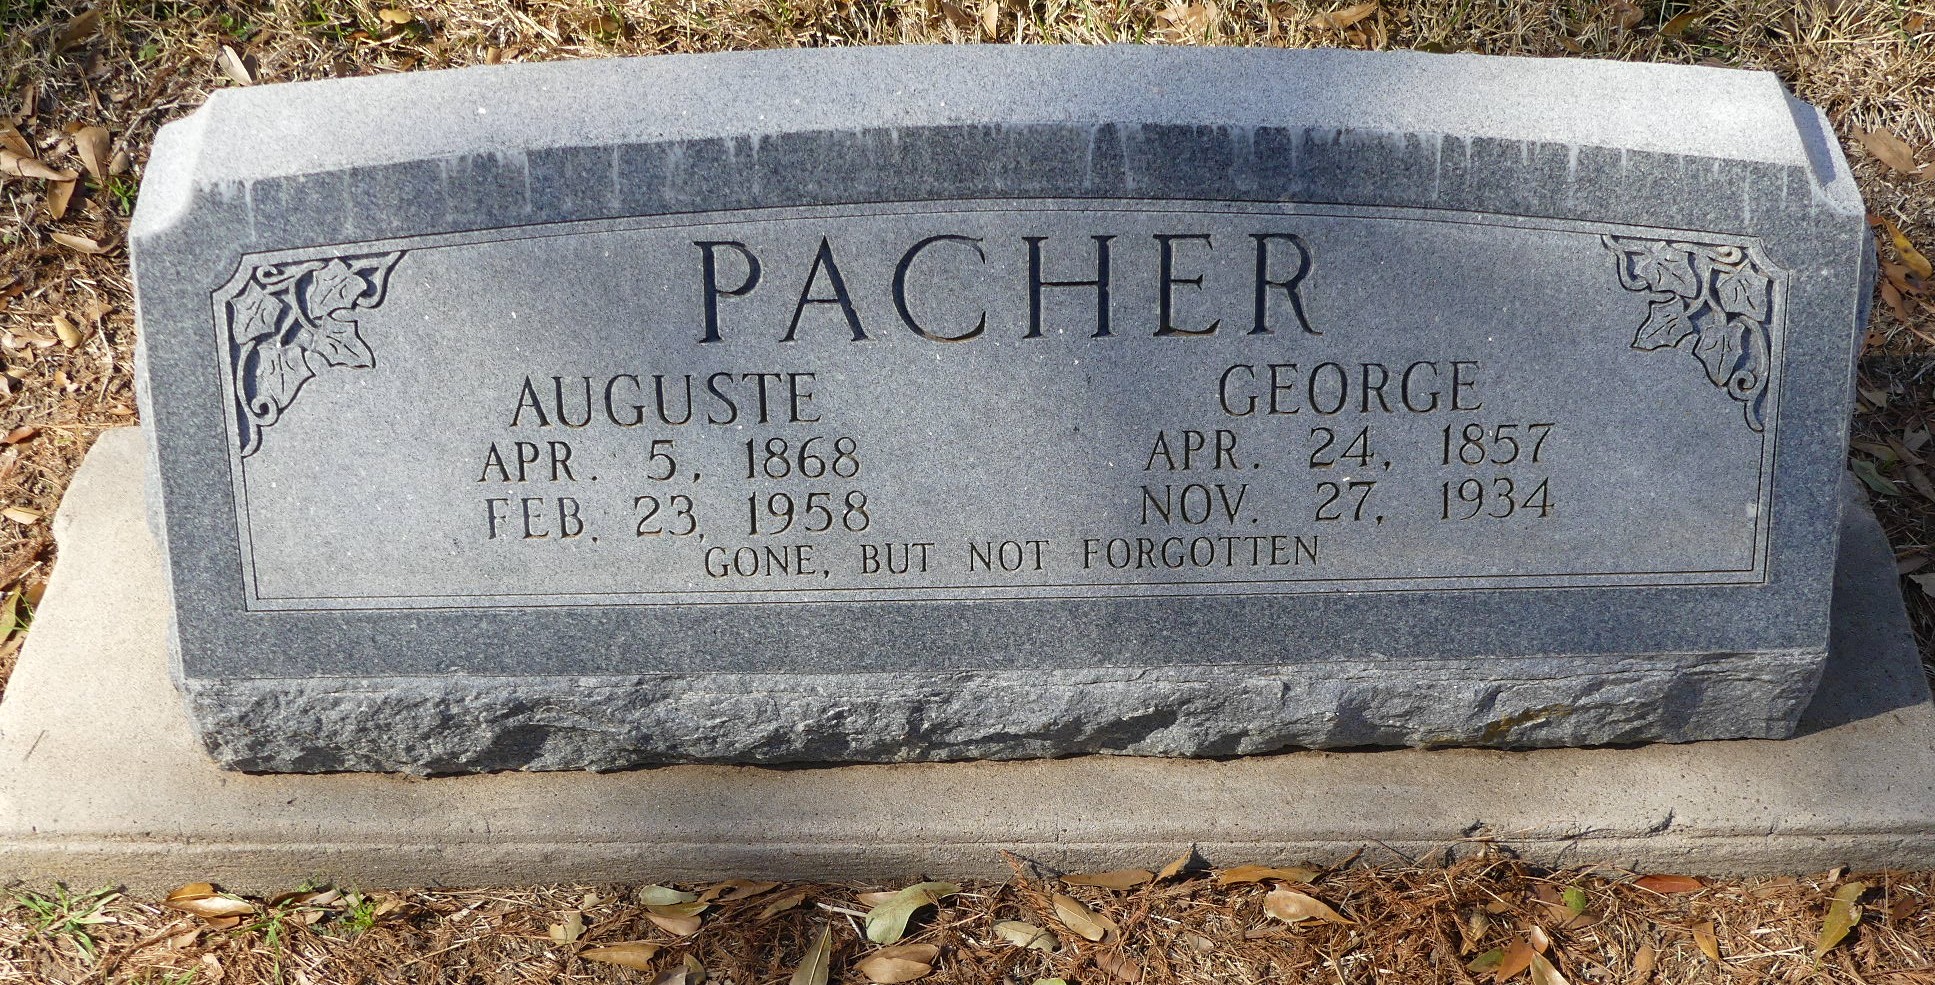 PACHER
AUGUSTE
APR. 5, 1868
FEB. 23, 1958
GEORGE
APR. 24, 1857
NOV. 27, 1934
GONE, BUT NOT FORGOTTEN